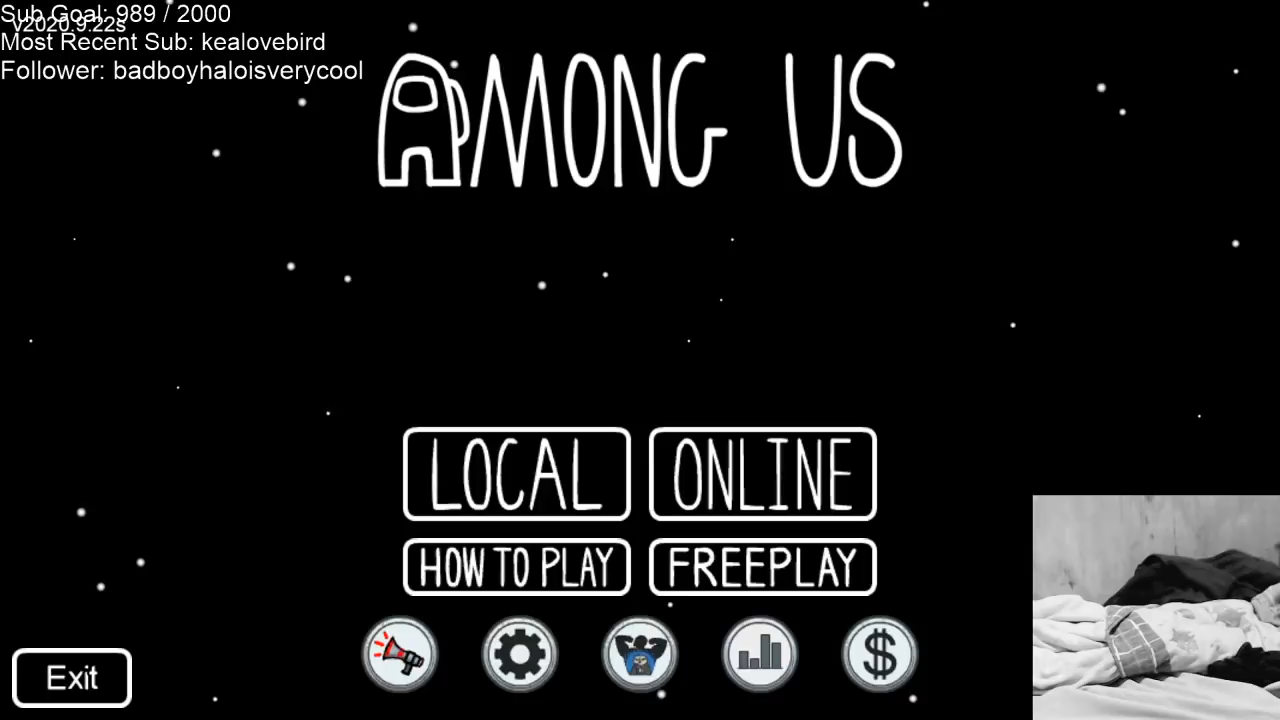 Sub Goal: 989 / 2000
v2020.9.22s
Most Recent Sub: kealovebird
Follower: badboyhaloisverycool
AMONG US
LOCAL
ONLINE
HOW TO PLAY
FREEPLAY
$
Exit